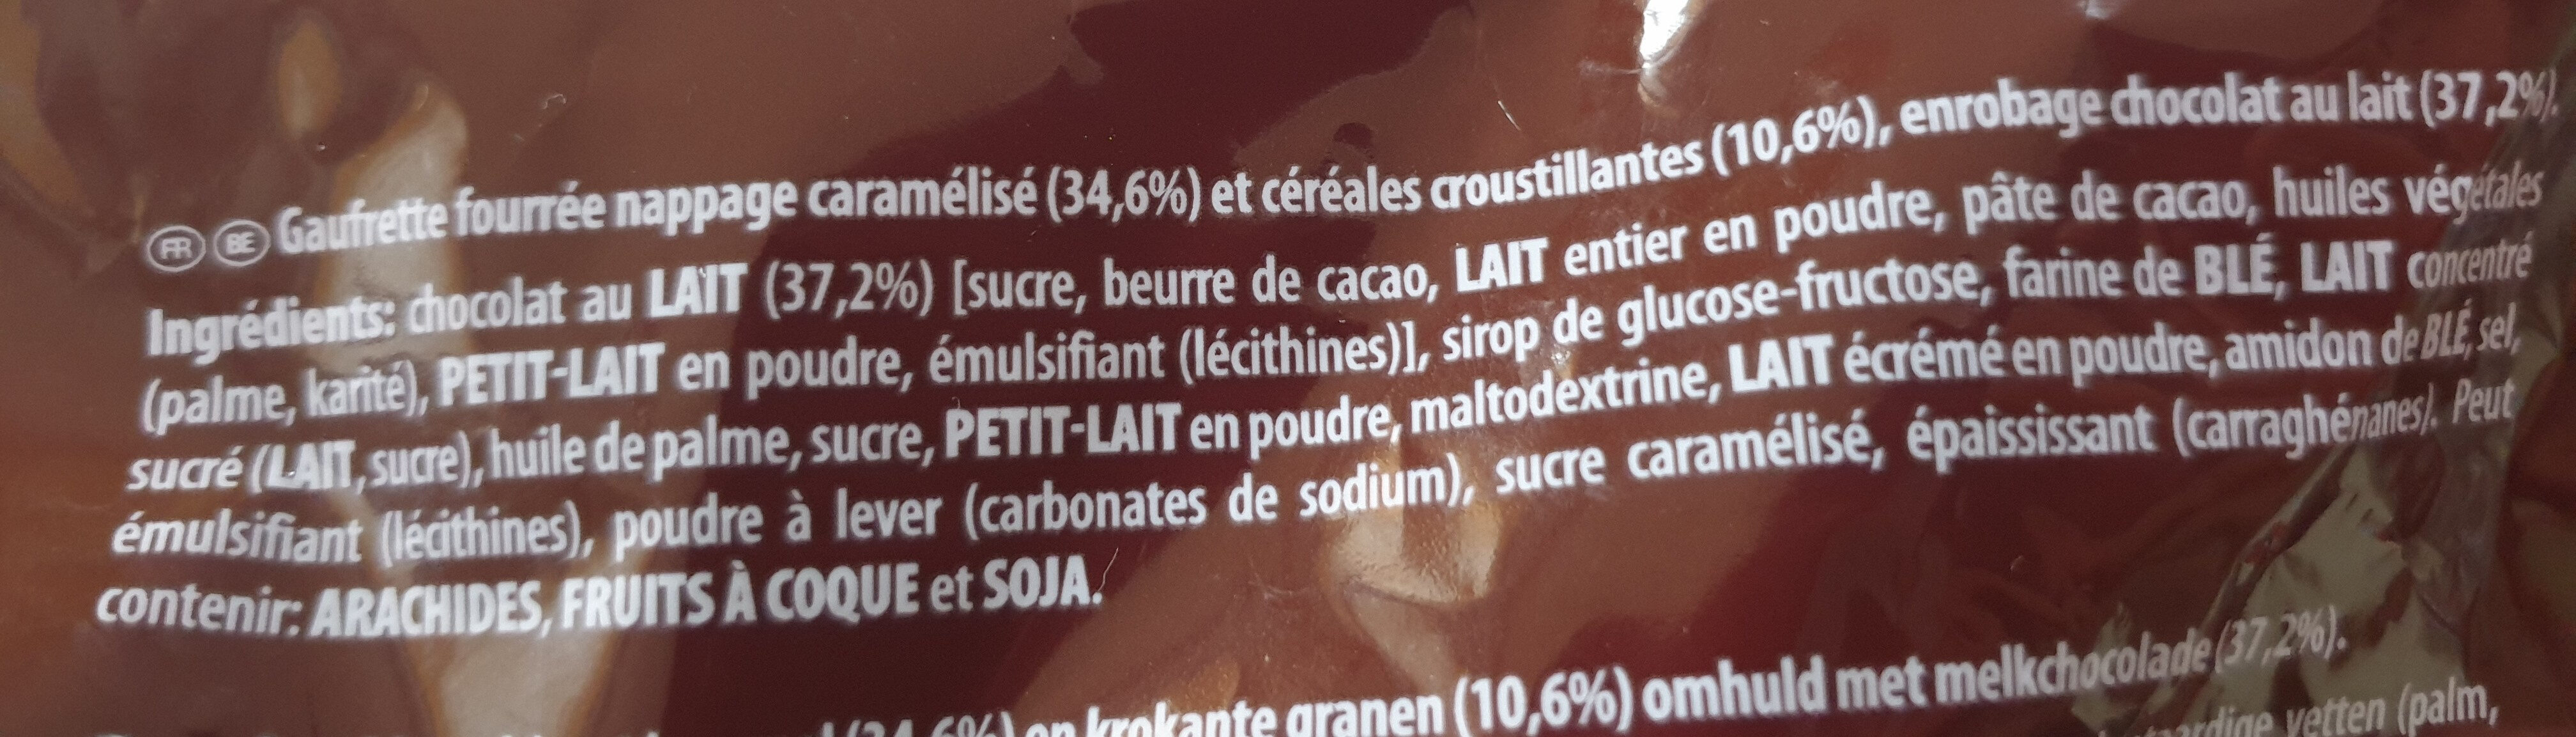 FR BE Gaufrette fourrée nappage caramélisé (34,6%) et céréales croustillantes (10,6%), enrobage chocolat au lait (37,2%).
Ingrédients: chocolat au LAIT (37,2%) [sucre, beurre de cacao, LAIT entier en poudre, pâte de cacao, huiles végétales
(palme, karité), PETIT-LAIT en poudre, émulsifiant (lécithines)], sirop de glucose-fructose, farine de BLÉ, LAIT concentré
sucré (LAIT, sucre), huile de palme, sucre, PETIT-LAIT en poudre, maltodextrine, LAIT écrémé en poudre, amidon de BLÉ, sel,
émulsifiant (lécithines), poudre à lever (carbonates de sodium), sucre caramélisé, épaississant (carraghénanes). Peut
contenir: ARACHIDES, FRUITS À COQUE et SOJA.
en krokante granen (10,6%) omhuld met melkchocolade (37,2%).
vetten (palm,